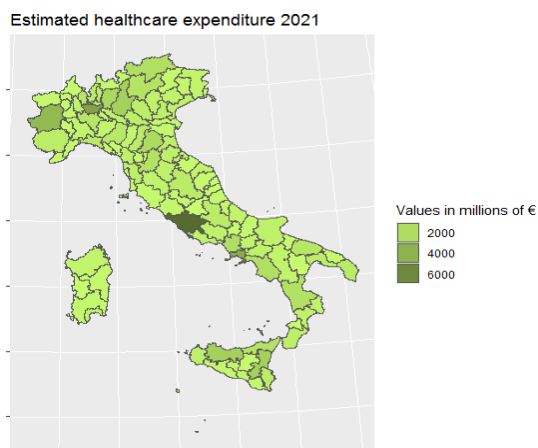 Estimated healthcare expenditure 2021
Values in millions of €
2000
4000
6000